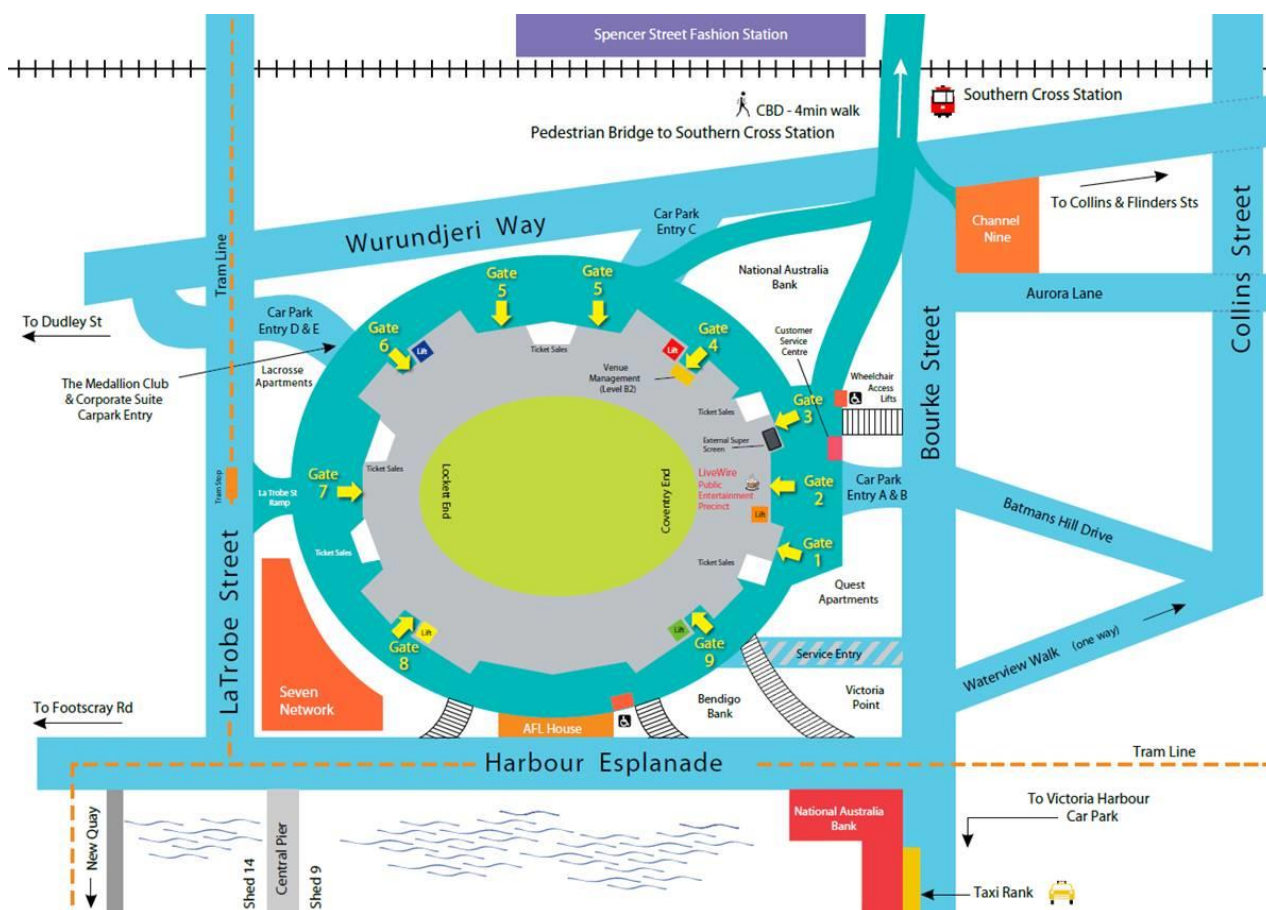 Spencer Street Fashion Station
CBD - 4min walk
Southern Cross Station
Pedestrian Bridge to Southern Cross Station
To Collins & Flinders Sts
Channel
Nine
Collins Street
Tram Line
Wurundjeri Way
Car Park
Entry C
National Australia
Bank
Aurora Lane
To Dudley St
Car Park
Entry D & E
Gate
5
Gate
5
Gate
6
Lift
Ticket Sales
Lift
Gate
4
Customer
Service
Centre
Venue
Management
(Level B2)
Lacrosse
Apartments
The Medallion Club
& Corporate Suite
Carpark Entry
Wheelchair
Access
Lifts
Gate
3
Ticket Sales
External Super
Screen
Bourke Street
Ticket Sales
Tram Stop
La Trobe St
Ramp
Gate
7
Lockett End
Coventry End
LiveWire
Public
Entertainment
Precinct
Gate
2
Car Park
Entry A & B
Lift
Batmans Hill Drive
Ticket Sales
Ticket Sales
Gate
1
Quest
Apartments
LaTrobe Street
Gate
8
Lift
Lift
Gate
9
Service Entry
Waterview Walk (one way)
Seven
Network
Bendigo
Bank
Victoria
Point
To Footscray Rd
AFL House
Harbour Esplanade
Tram Line
New Quay
Shed 14
Central Pier
Shed 9
National Australia
Bank
To Victoria Harbour
Car Park
Taxi Rank